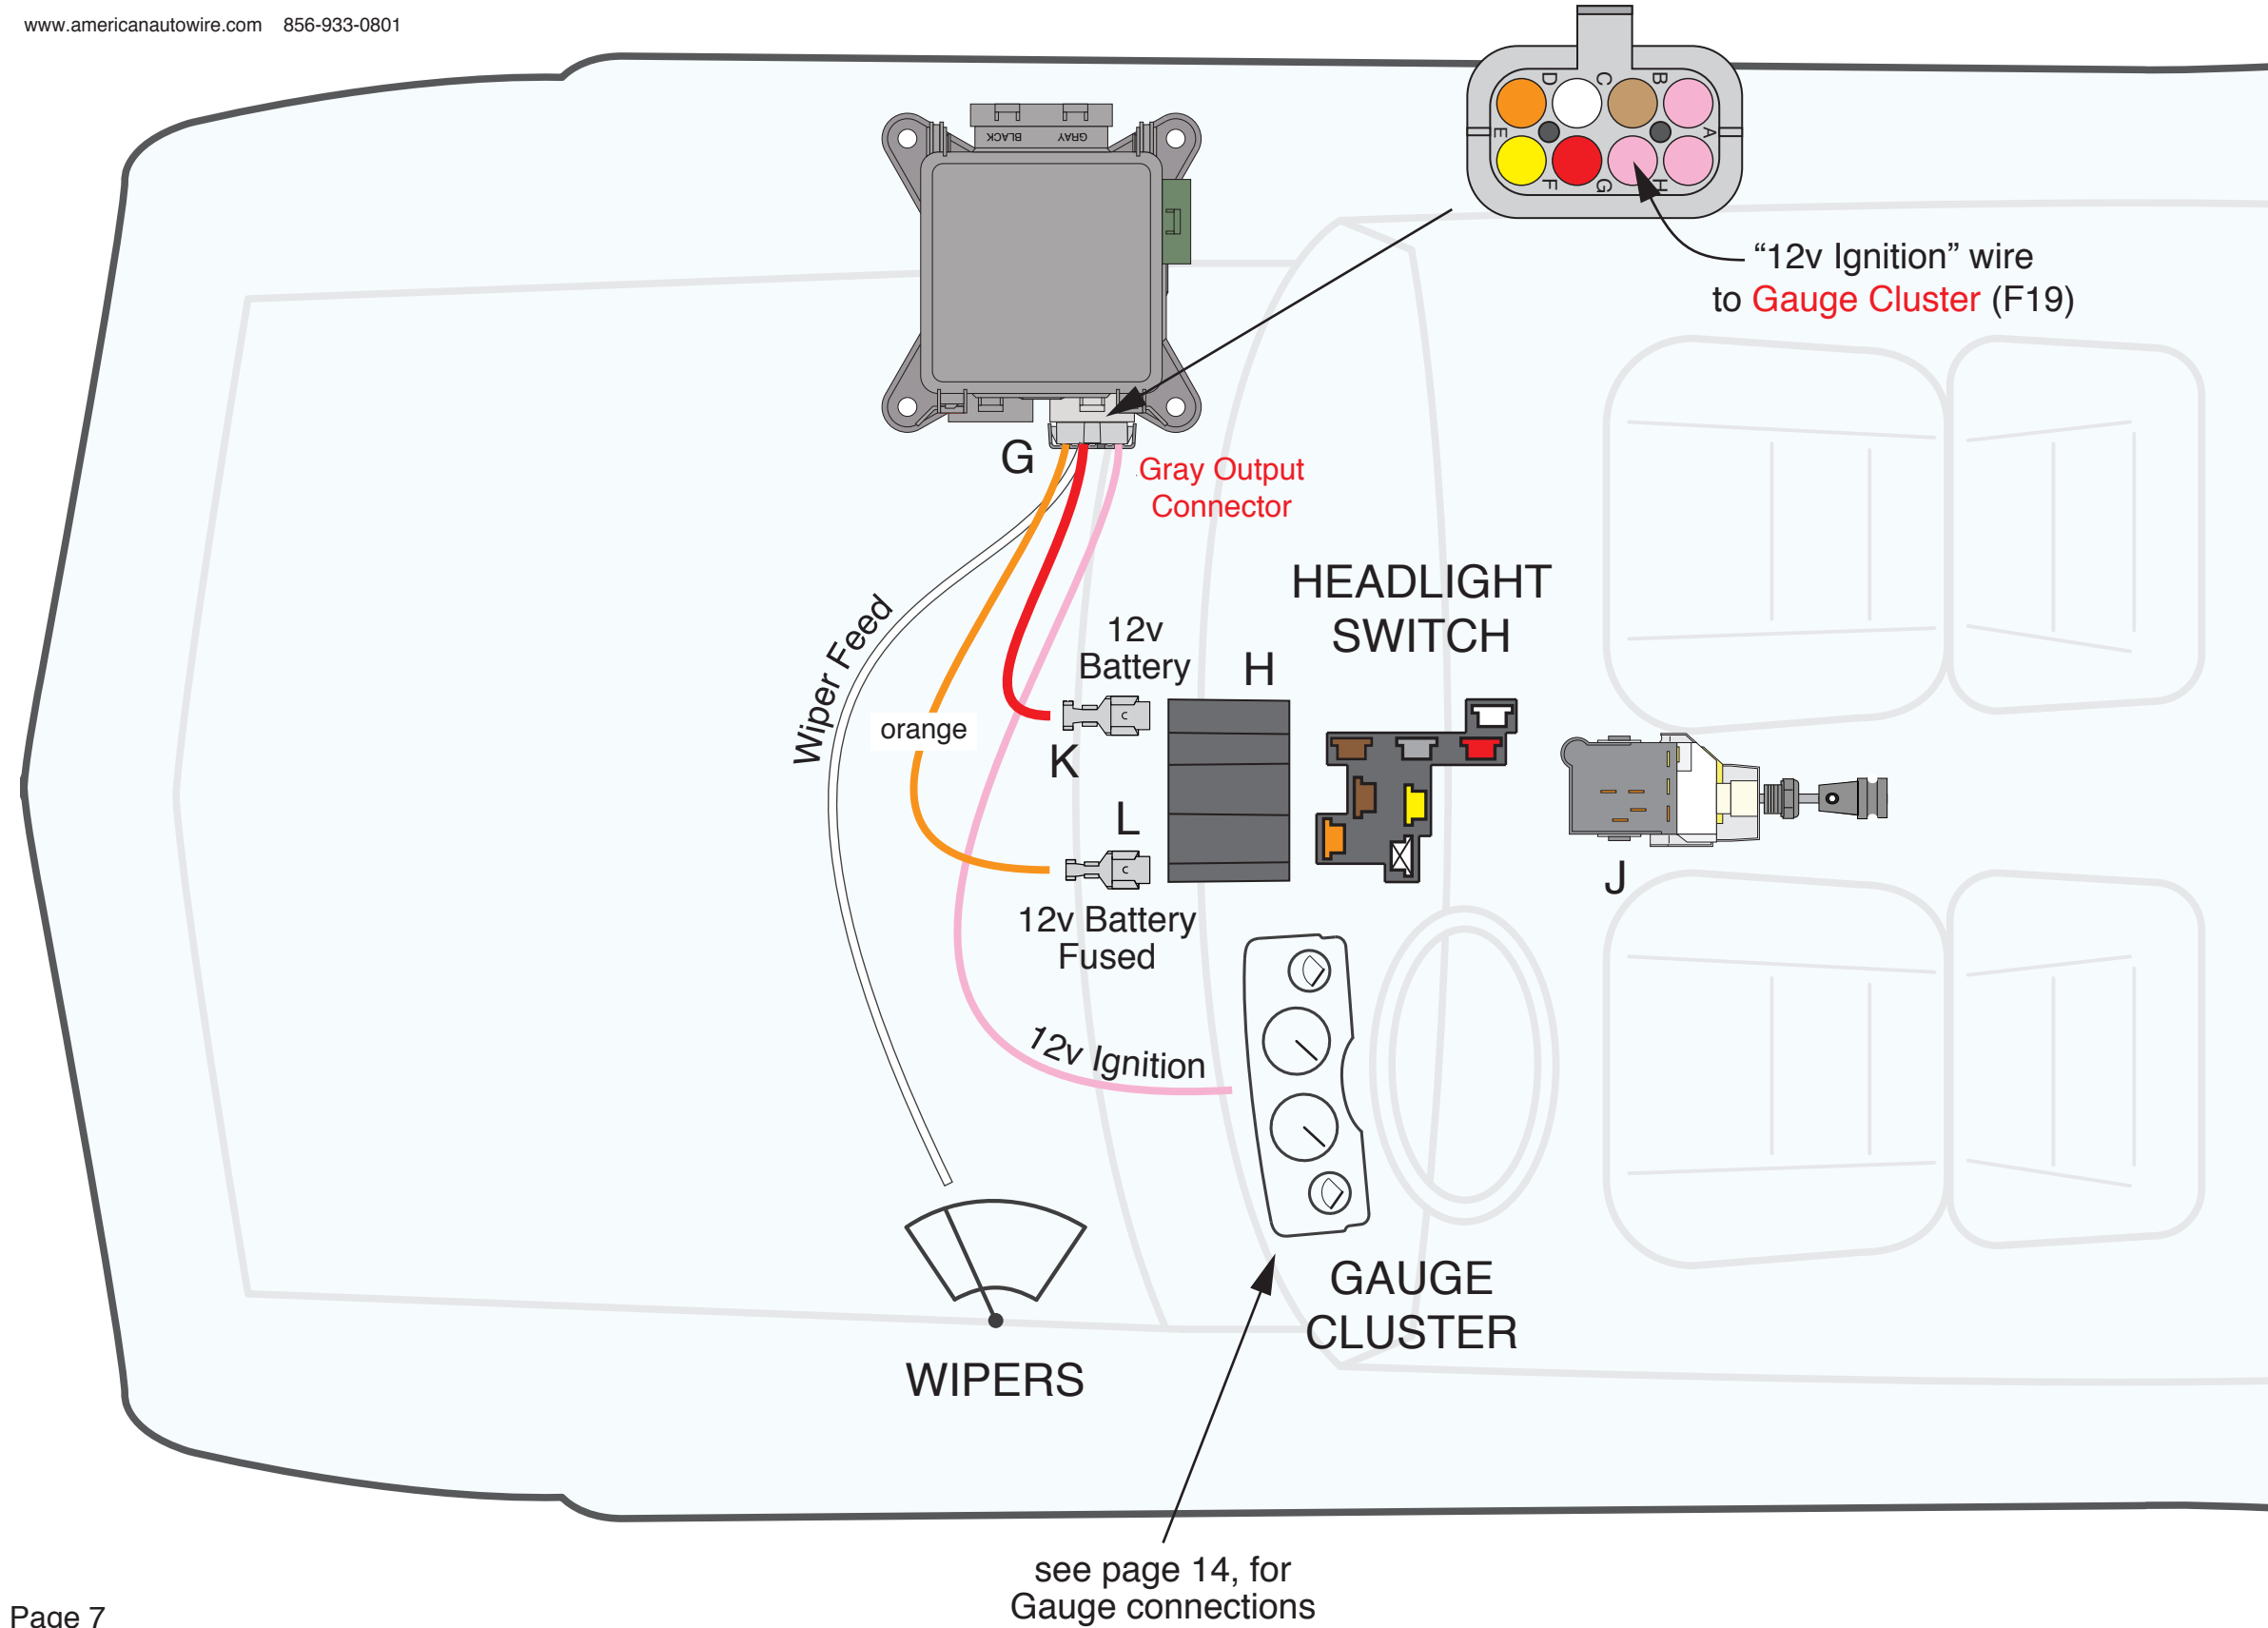 www.americanautowire.com 856-933-0801
D C B
E A
F G H
BLACK GRAY
“12v Ignition” wire
to Gauge Cluster (F19)
G
Gray Output
Connector
HEADLIGHT
SWITCH
Wiper Feed
12v
Battery
H
orange
C
K
L
C
J
12v Battery
Fused
12v Ignition
GAUGE
CLUSTER
WIPERS
see page 14, for
Gauge connections
Page 7